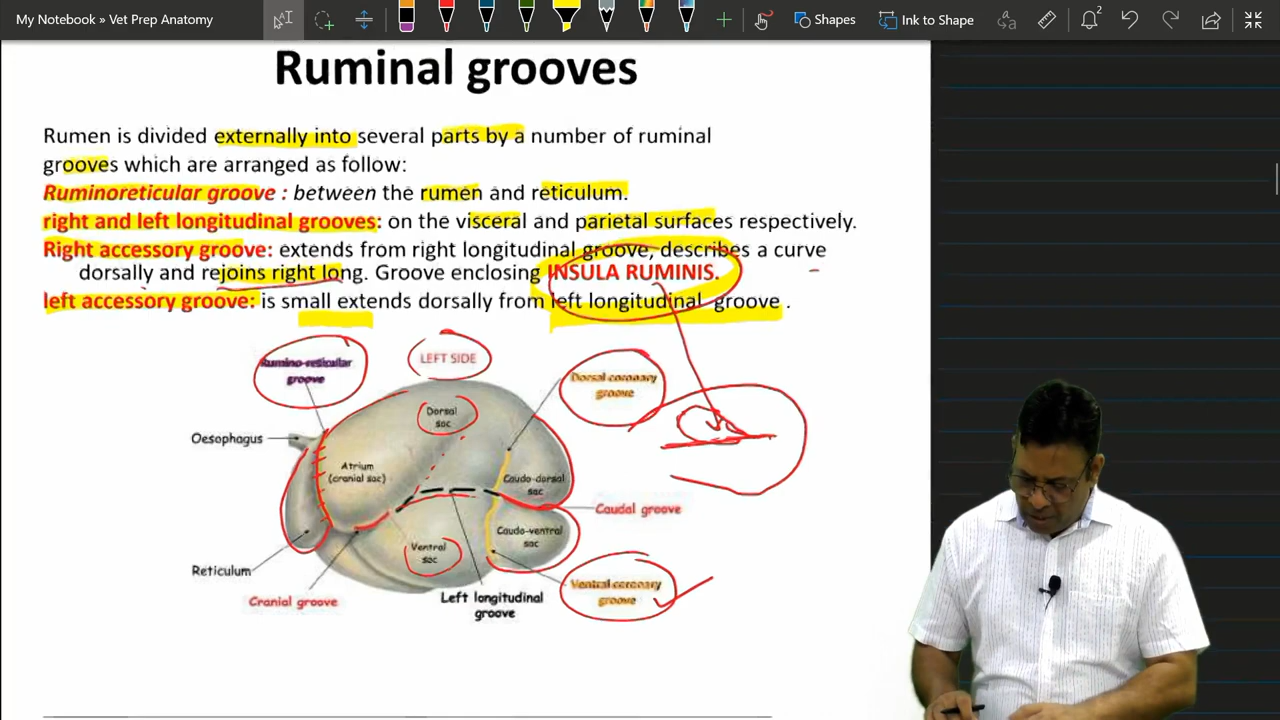 My Notebook » Vet Prep Anatomy
Shapes
Ink to Shape
2
Ruminal grooves
Rumen is divided externally into several parts by a number of ruminal
grooves which are arranged as follow:
Ruminoreticular groove : between the rumen and reticulum.
right and left longitudinal grooves: on the visceral and parietal surfaces respectively.
Right accessory groove: extends from right longitudinal groove, describes a curve
dorsally and rejoins right long. Groove enclosing INSULA RUMINIS.
left accessory groove: is small extends dorsally from left longitudinal groove .
Rumino-reticular
groove
LEFT SIDE
Dorsal coronary
groove
Dorsal
sac
Oesophagus
Atrium
(cranial sac)
Caudo-dorsal
sac
Caudal groove
Caudo-ventral
sac
Ventral
sac
Reticulum
Ventral coronary
groove
Cranial groove
Left longitudinal
groove